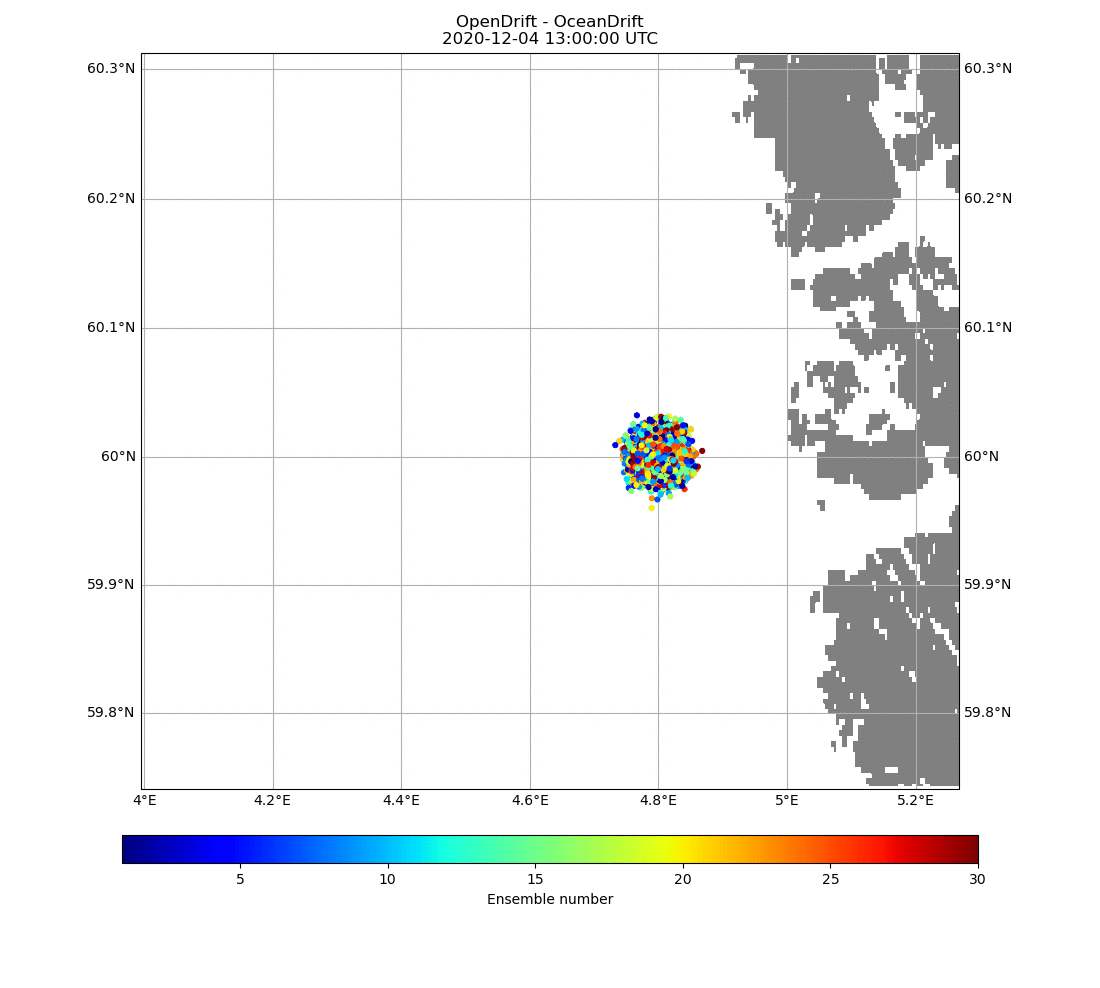 OpenDrift - OceanDrift
2020-12-04 13:00:00 UTC
60.3°N 60.3°N
60.2°N 60.2°N
60.1°N 60.1°N
60°N 60°N
59.9°N 59.9°N
59.8°N 59.8°N
4°E 4.2°E 4.4°E 4.6°E 4.8°E 5°E 5.2°E
5 10 15 20 25 30
Ensemble number